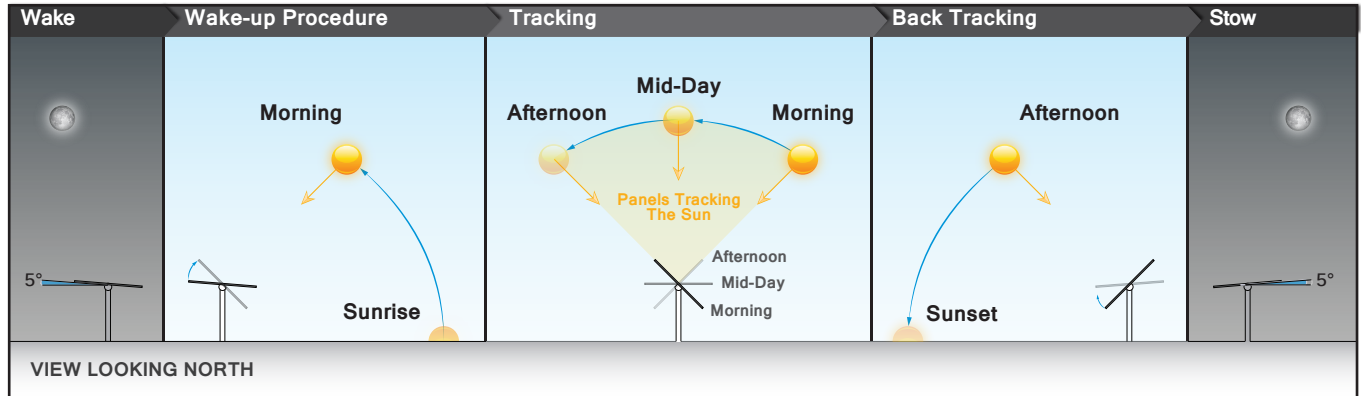 Wake
Wake-up Procedure
Tracking
Back Tracking
Stow
5°
Morning
Sunrise
Mid-Day
Afternoon
Morning
Panels Tracking
The Sun
Afternoon
Mid-Day
Morning
Afternoon
Sunset
5°
VIEW LOOKING NORTH